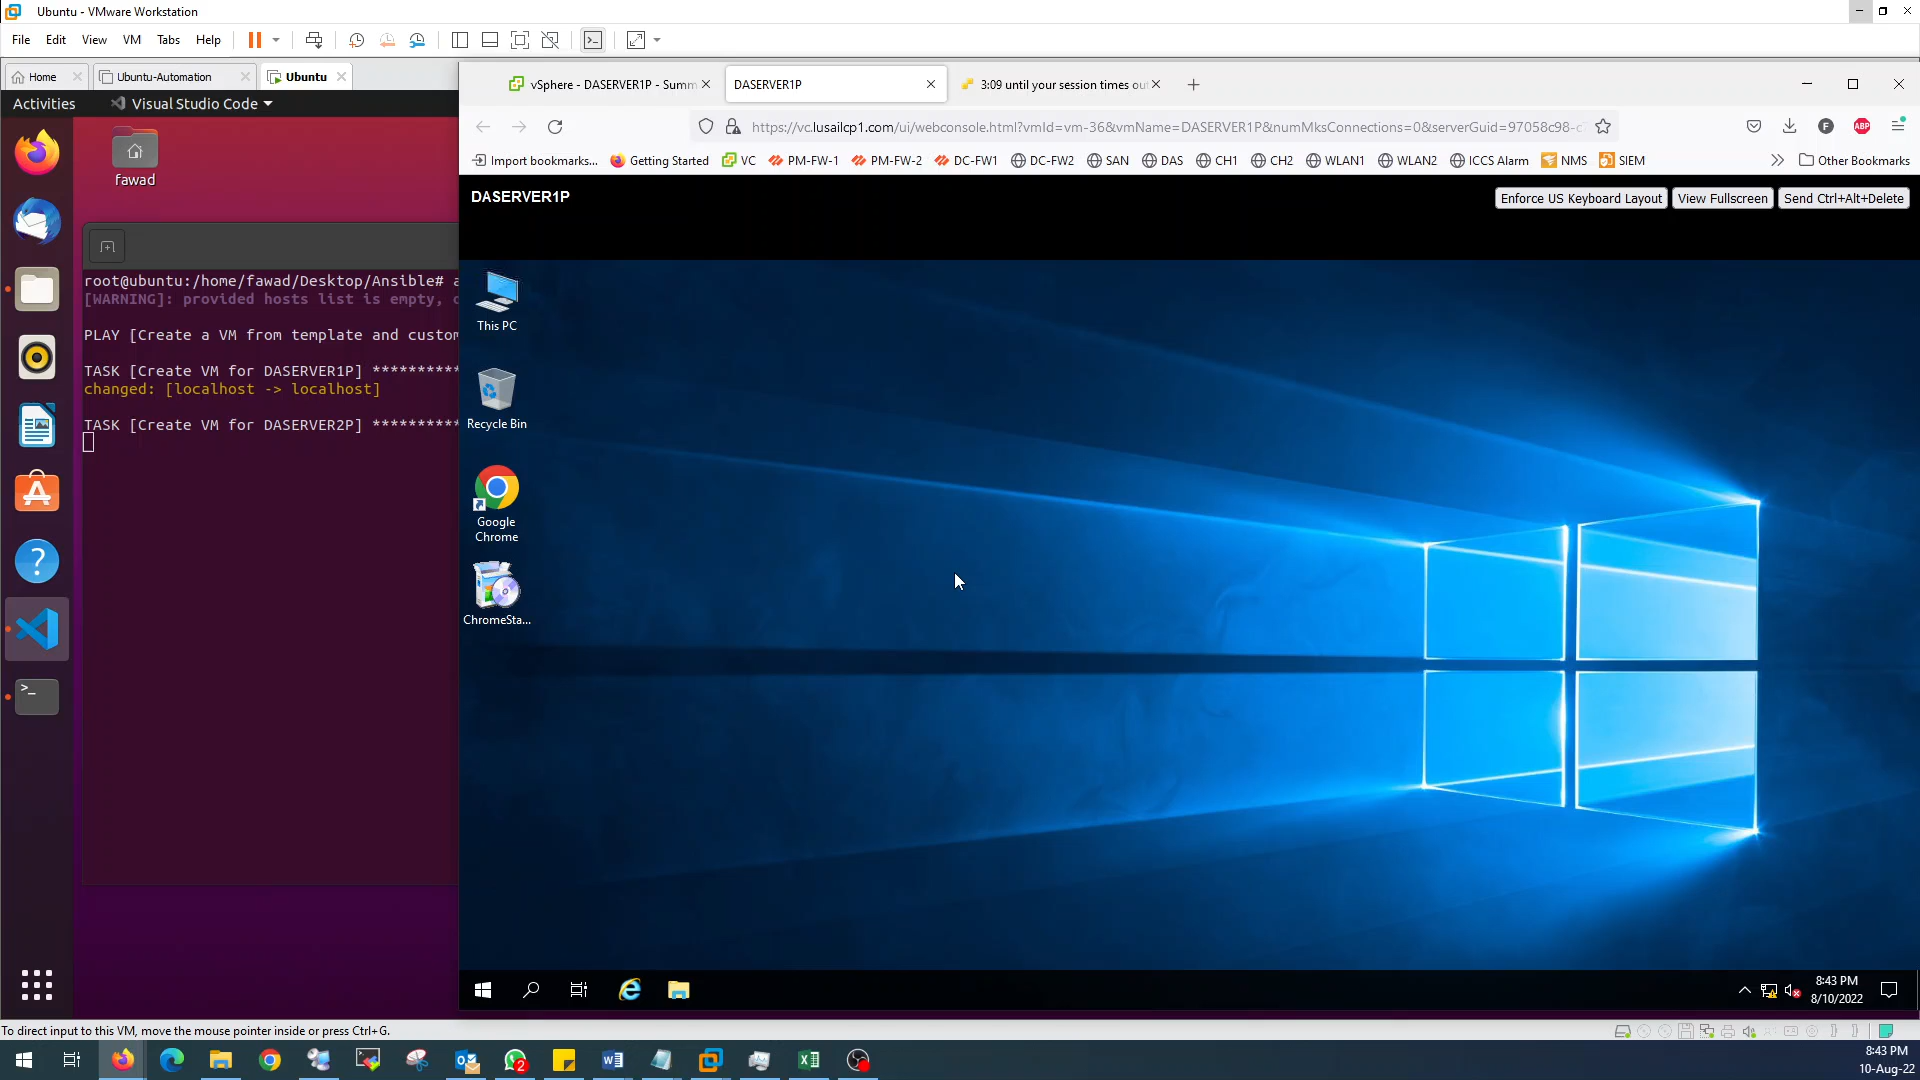 Ubuntu - VMware Workstation
File Edit View VM Tabs Help
Home Ubuntu-Automation Ubuntu
Activities Visual Studio Code
vSphere - DASERVER1P - Summ DASERVER1P 3:09 until your session times out
https://vc.lusailcp1.com/ui/webconsole.html?vmId=vm-36&vmName=DASERVER1P&numMksConnections=0&serverGuid=97058c98-c
F ABP
Import bookmarks... Getting Started VC PM-FW-1 PM-FW-2 DC-FW1 DC-FW2 SAN DAS CH1 CH2 WLAN1 WLAN2 ICCS Alarm NMS SIEM Other Bookmarks
fawad
DASERVER1P
Enforce US Keyboard Layout View Fullscreen Send Ctrl+Alt+Delete
root@ubuntu:/home/fawad/Desktop/Ansible# a
[WARNING]: provided hosts list is empty, o
PLAY [Create a VM from template and custom
TASK [Create VM for DASERVER1P] **********
changed: [localhost -> localhost]
TASK [Create VM for DASERVER2P] **********
This PC
Recycle Bin
Google
Chrome
ChromeSta...
8:43 PM
8/10/2022
To direct input to this VM, move the mouse pointer inside or press Ctrl+G.
2
8:43 PM
10-Aug-22